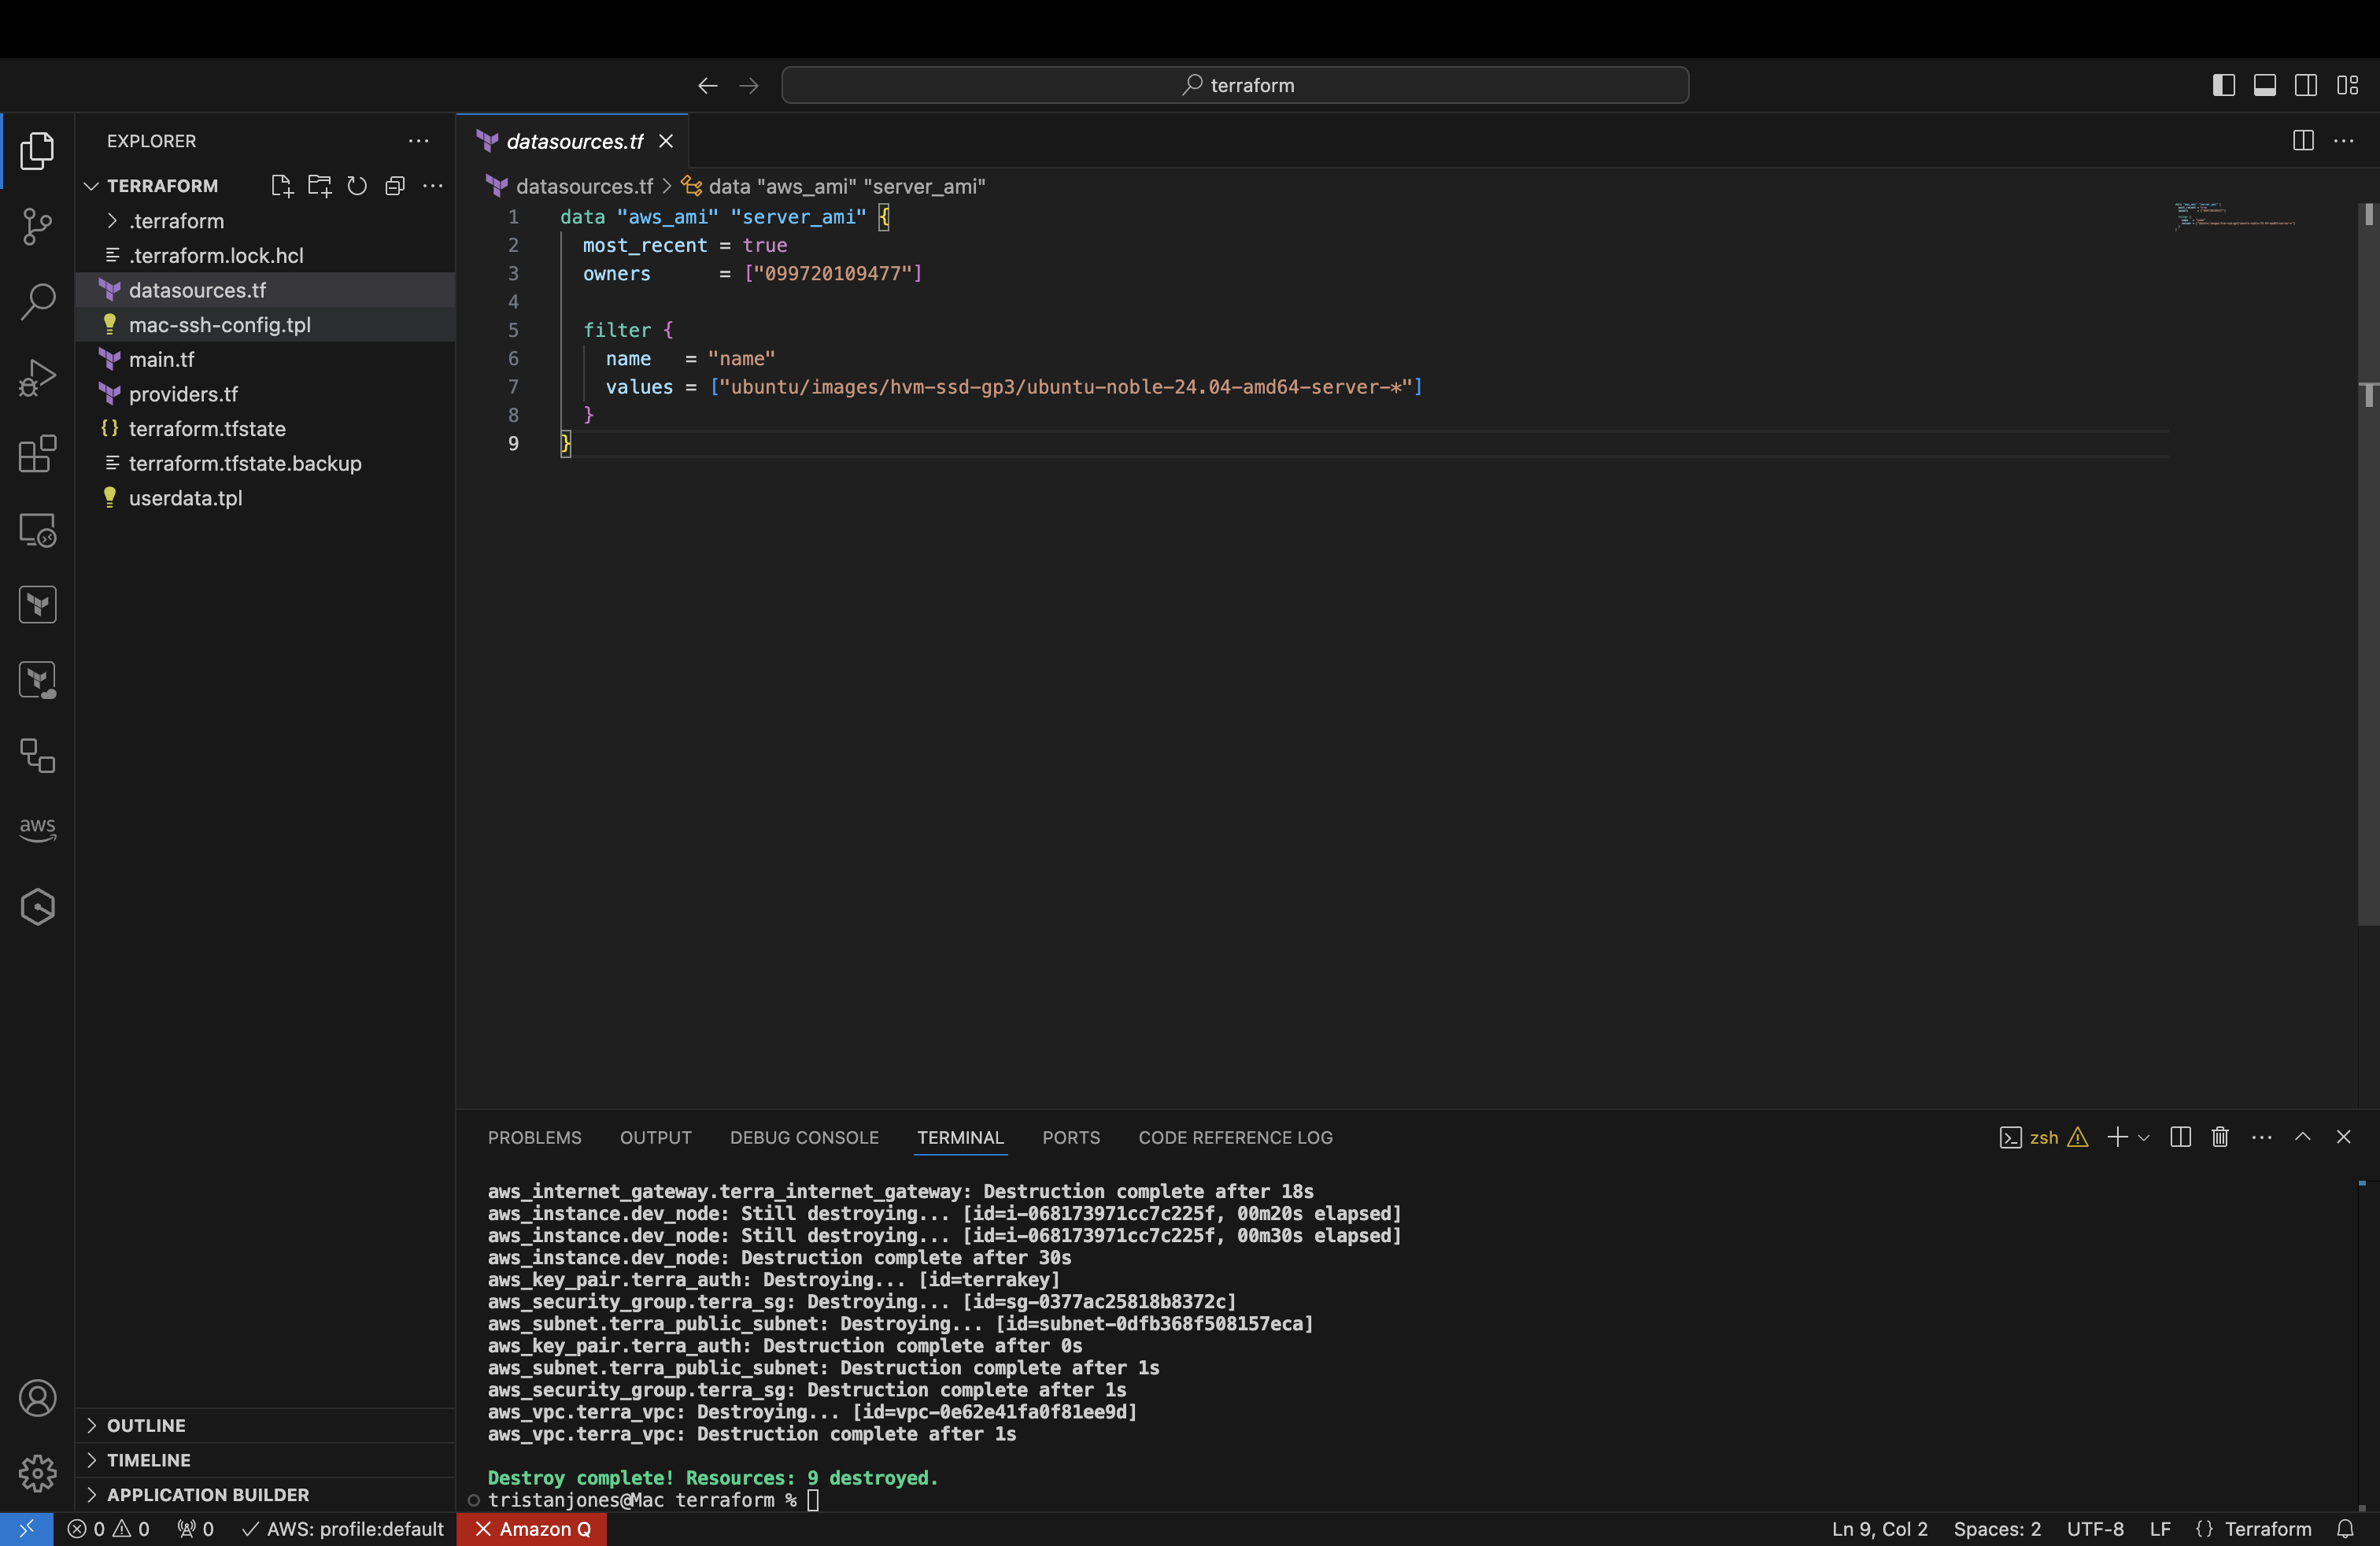 terraform
EXPLORER
TERRAFORM
.terraform
.terraform.lock.hcl
datasources.tf
mac-ssh-config.tpl
main.tf
providers.tf
terraform.tfstate
terraform.tfstate.backup
userdata.tpl
OUTLINE
TIMELINE
APPLICATION BUILDER
aws
datasources.tf
datasources.tf > data "aws_ami" "server_ami"
1 data "aws_ami" "server_ami" {
2 most_recent = true
3 owners = ["099720109477"]
4
5 filter {
6 name = "name"
7 values = ["ubuntu/images/hvm-ssd-gp3/ubuntu-noble-24.04-amd64-server-*"]
8 }
9 }
PROBLEMS OUTPUT DEBUG CONSOLE TERMINAL PORTS CODE REFERENCE LOG
zsh
aws_internet_gateway.terra_internet_gateway: Destruction complete after 18s
aws_instance.dev_node: Still destroying... [id=i-068173971cc7c225f, 00m20s elapsed]
aws_instance.dev_node: Still destroying... [id=i-068173971cc7c225f, 00m30s elapsed]
aws_instance.dev_node: Destruction complete after 30s
aws_key_pair.terra_auth: Destroying... [id=terrakey]
aws_security_group.terra_sg: Destroying... [id=sg-0377ac25818b8372c]
aws_subnet.terra_public_subnet: Destroying... [id=subnet-0dfb368f508157eca]
aws_key_pair.terra_auth: Destruction complete after 0s
aws_subnet.terra_public_subnet: Destruction complete after 1s
aws_security_group.terra_sg: Destruction complete after 1s
aws_vpc.terra_vpc: Destroying... [id=vpc-0e62e41fa0f81ee9d]
aws_vpc.terra_vpc: Destruction complete after 1s
Destroy complete! Resources: 9 destroyed.
tristanjones@Mac terraform %
0 0 0 AWS: profile:default Amazon Q Ln 9, Col 2 Spaces: 2 UTF-8 LF {} Terraform